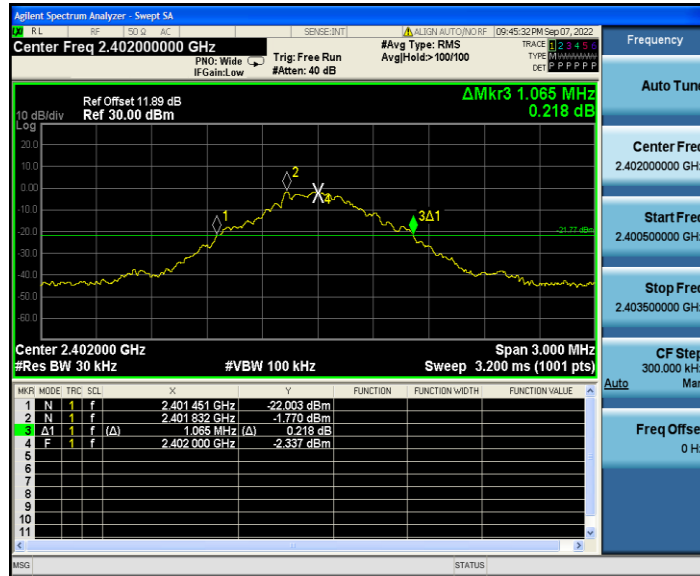 Agilent Spectrum Analyzer - Swept SA
RL RF 50 Ω AC SENSE:INT ALIGN AUTO/NO RF 09:45:32 PM Sep 07, 2022
Center Freq 2.402000000 GHz #Avg Type: RMS TRACE 1 2 3 4 5 6
PNO: Wide Trig: Free Run Avg|Hold:>100/100 TYPE M
IFGain:Low #Atten: 40 dB DET P P P P P P
Ref Offset 11.89 dB ΔMkr3 1.065 MHz
10 dB/div Ref 30.00 dBm 0.218 dB
Log
20.0
10.0
0.00
-10.0
-20.0
-30.0
-40.0
-50.0
-60.0
1
2
4
3Δ1
-21.77 dBm
Center 2.402000 GHz Span 3.000 MHz
#Res BW 30 kHz #VBW 100 kHz Sweep 3.200 ms (1001 pts)
MKR MODE TRC SCL X Y FUNCTION FUNCTION WIDTH FUNCTION VALUE
1 N 1 f 2.401 451 GHz -22.003 dBm
2 N 1 f 2.401 832 GHz -1.770 dBm
3 Δ1 1 f (Δ) 1.065 MHz (Δ) 0.218 dB
4 F 1 f 2.402 000 GHz -2.337 dBm
5
6
7
8
9
10
11
MSG STATUS
Frequency
Auto Tune
Center Freq
2.402000000 GHz
Start Freq
2.400500000 GHz
Stop Freq
2.403500000 GHz
CF Step
300.000 kHz
Auto Man
Freq Offset
0 Hz